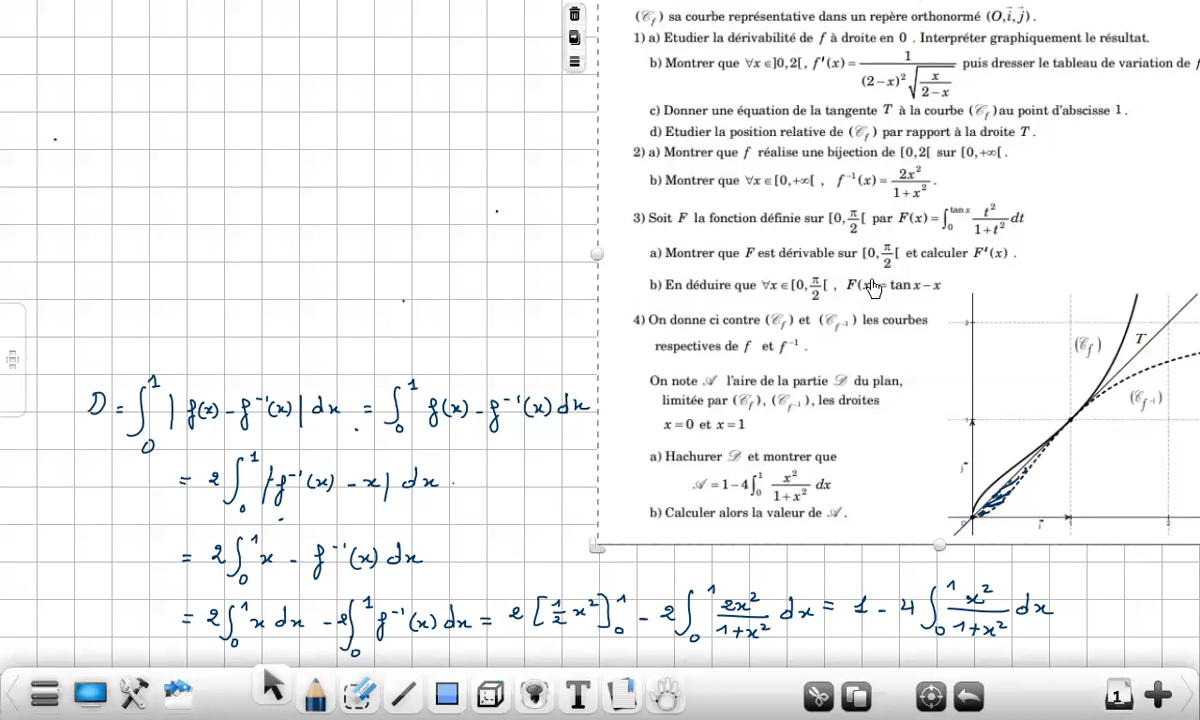 (𝒞f) sa courbe représentative dans un repère orthonormé (O,i⃗,j⃗).
1) a) Etudier la dérivabilité de f à droite en 0 . Interpréter graphiquement le résultat.
b) Montrer que ∀x ∈]0,2[, f'(x) = 1 / ((2−x)² √(x/(2−x))) puis dresser le tableau de variation de f
c) Donner une équation de la tangente T à la courbe (𝒞f) au point d'abscisse 1.
d) Etudier la position relative de (𝒞f) par rapport à la droite T.
2) a) Montrer que f réalise une bijection de [0,2[ sur [0,+∞[.
b) Montrer que ∀x ∈ [0,+∞[ , f⁻¹(x) = 2x²/(1+x²).
3) Soit F la fonction définie sur [0,π/2[ par F(x) = ∫₀^{tan x} t²/(1+t²) dt
a) Montrer que F est dérivable sur [0,π/2[ et calculer F'(x).
b) En déduire que ∀x ∈ [0,π/2[ , F(x) = tan x − x
4) On donne ci contre (𝒞f) et (𝒞f⁻¹) les courbes
respectives de f et f⁻¹.
On note 𝒜 l'aire de la partie 𝒟 du plan,
limitée par (𝒞f), (𝒞f⁻¹), les droites
x = 0 et x = 1
a) Hachurer 𝒟 et montrer que
𝒜 = 1 − 4∫₀¹ x²/(1+x²) dx
b) Calculer alors la valeur de 𝒜.
2
(𝒞f)
T
(𝒞f⁻¹)
1
j⃗
0
i⃗
1
2
D = ∫₀¹ | f(x) − f⁻¹(x) | dx = ∫₀¹ f(x) − f⁻¹(x) dx
= 2∫₀¹ |f⁻¹(x) − x| dx
= 2∫₀¹ x − f⁻¹(x) dx
= 2∫₀¹ x dx − 2∫₀¹ f⁻¹(x) dx = 2[½x²]₀¹ − 2∫₀¹ 2x²/(1+x²) dx = 1 − 4∫₀¹ x²/(1+x²) dx
1